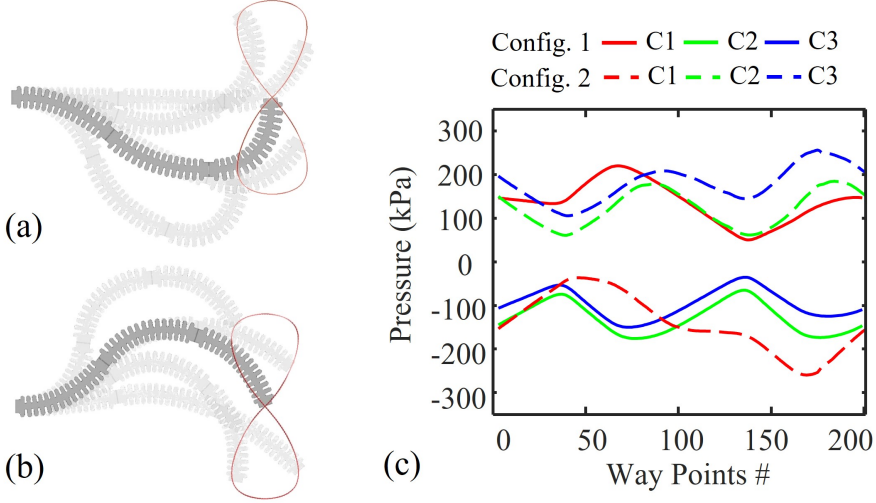 (a)
(b)
Config. 1 C1 C2 C3
Config. 2 C1 C2 C3
300
200
100
0
-100
-200
-300
Pressure (kPa)
0 50 100 150 200
Way Points #
(c)